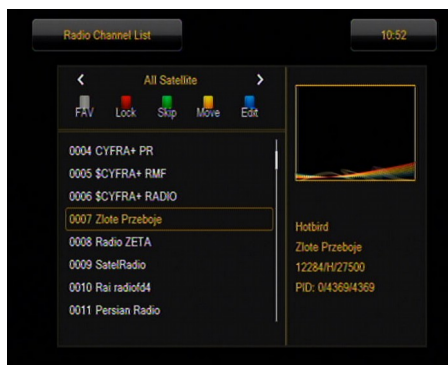 Radio Channel List
10:52
All Satellite
FAV Lock Skip Move Edit
0004 CYFRA+ PR
0005 $CYFRA+ RMF
0006 $CYFRA+ RADIO
0007 Zlote Przeboje
0008 Radio ZETA
0009 SatelRadio
0010 Rai radiofd4
0011 Persian Radio
Hotbird
Zlote Przeboje
12284/H/27500
PID: 0/4369/4369